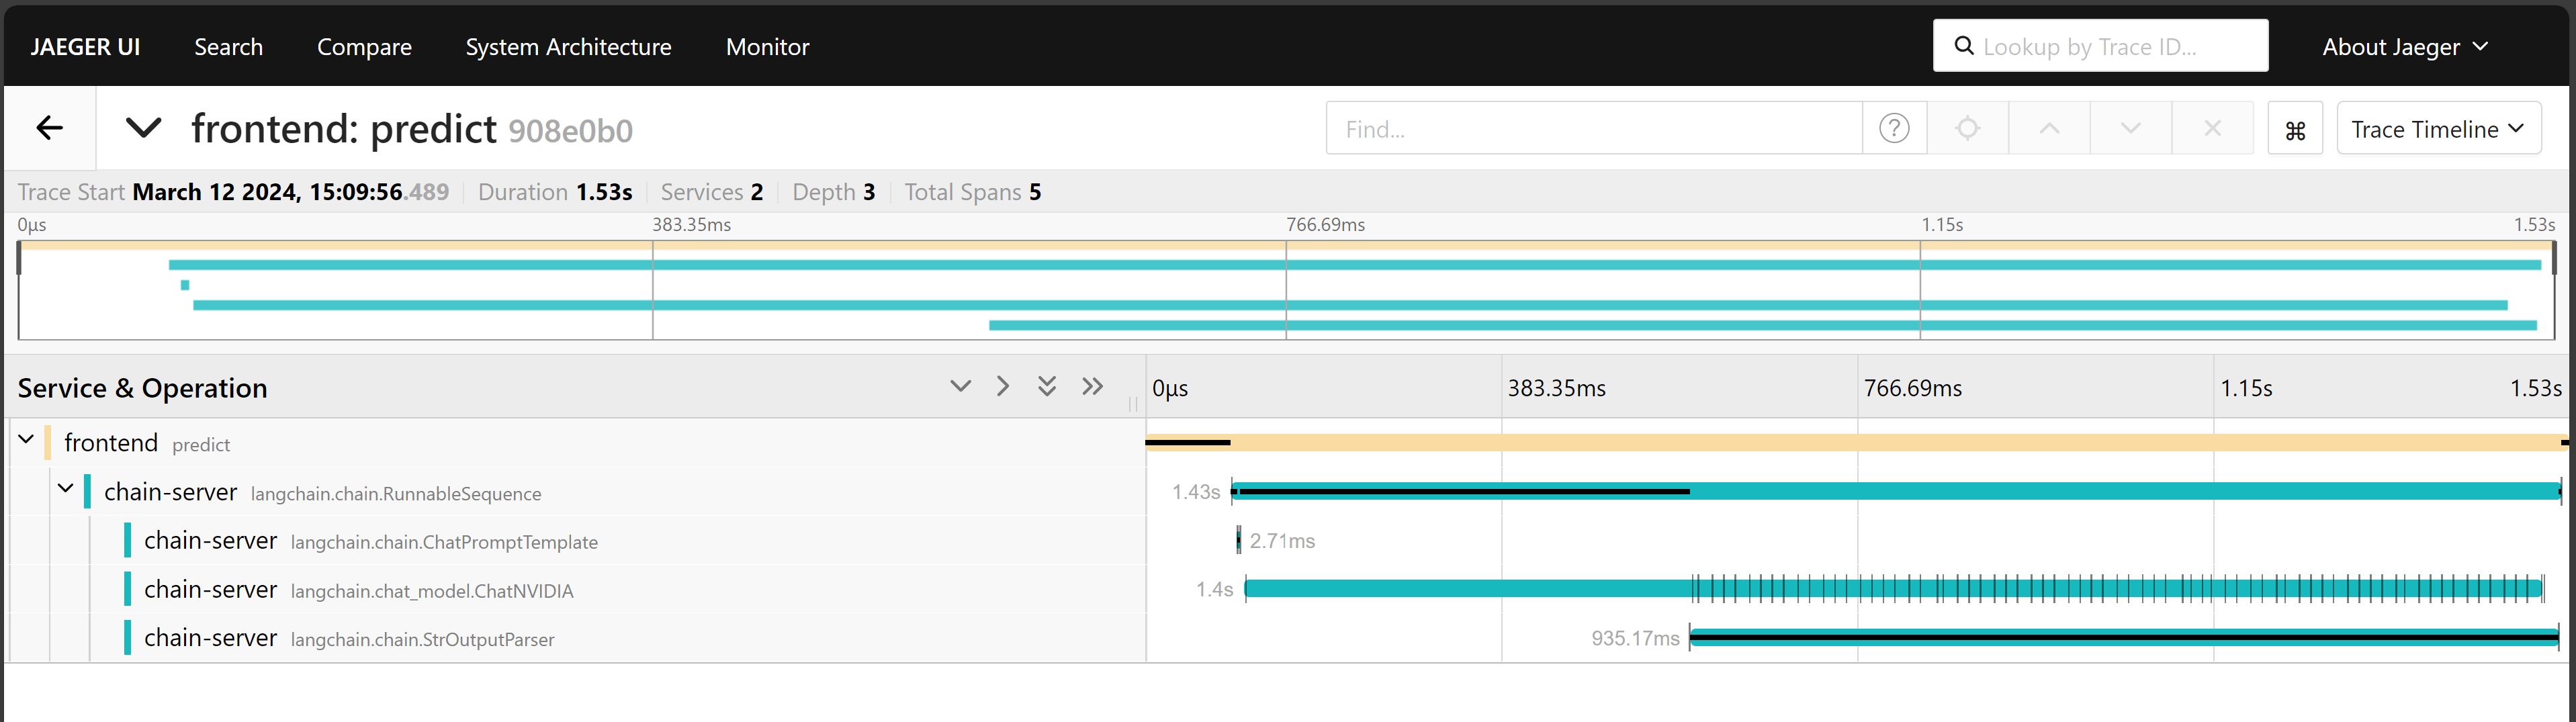 JAEGER UI Search Compare System Architecture Monitor Lookup by Trace ID... About Jaeger
frontend: predict 908e0b0 Find... ? ⌘ Trace Timeline
Trace Start March 12 2024, 15:09:56.489 Duration 1.53s Services 2 Depth 3 Total Spans 5
0μs 383.35ms 766.69ms 1.15s 1.53s
Service & Operation 0μs 383.35ms 766.69ms 1.15s 1.53s
frontend predict
chain-server langchain.chain.RunnableSequence 1.43s
chain-server langchain.chain.ChatPromptTemplate 2.71ms
chain-server langchain.chat_model.ChatNVIDIA 1.4s
chain-server langchain.chain.StrOutputParser 935.17ms